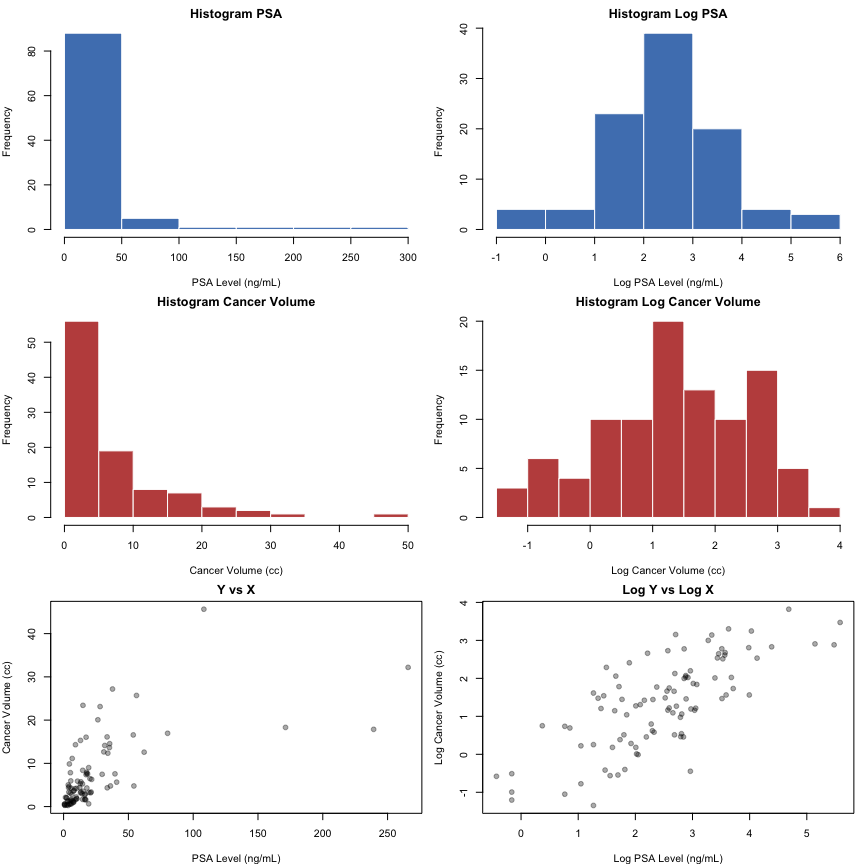 Histogram PSA
Frequency
0 20 40 60 80
0 50 100 150 200 250 300
PSA Level (ng/mL)
Histogram Log PSA
Frequency
0 10 20 30 40
-1 0 1 2 3 4 5 6
Log PSA Level (ng/mL)
Histogram Cancer Volume
Frequency
0 10 20 30 40 50
0 10 20 30 40 50
Cancer Volume (cc)
Histogram Log Cancer Volume
Frequency
0 5 10 15 20
-1 0 1 2 3 4
Log Cancer Volume (cc)
Y vs X
Cancer Volume (cc)
0 10 20 30 40
0 50 100 150 200 250
PSA Level (ng/mL)
Log Y vs Log X
Log Cancer Volume (cc)
-1 0 1 2 3 4
0 1 2 3 4 5
Log PSA Level (ng/mL)